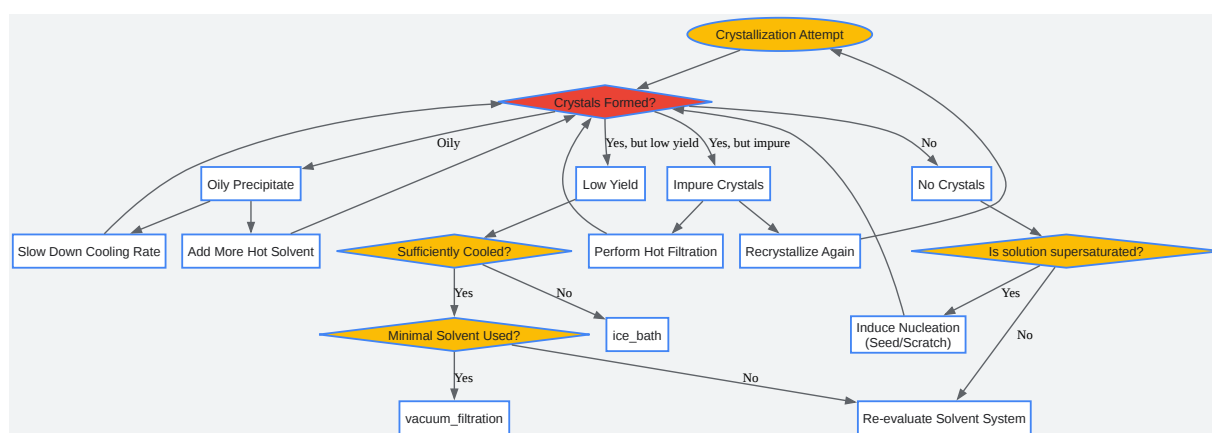 Crystallization Attempt
Crystals Formed?
Oily
Yes, but low yield
Yes, but impure
No
Oily Precipitate
Low Yield
Impure Crystals
No Crystals
Slow Down Cooling Rate
Add More Hot Solvent
Sufficiently Cooled?
Perform Hot Filtration
Recrystallize Again
Is solution supersaturated?
Yes
No
Yes
Minimal Solvent Used?
ice_bath
Induce Nucleation
(Seed/Scratch)
No
Yes
No
vacuum_filtration
Re-evaluate Solvent System